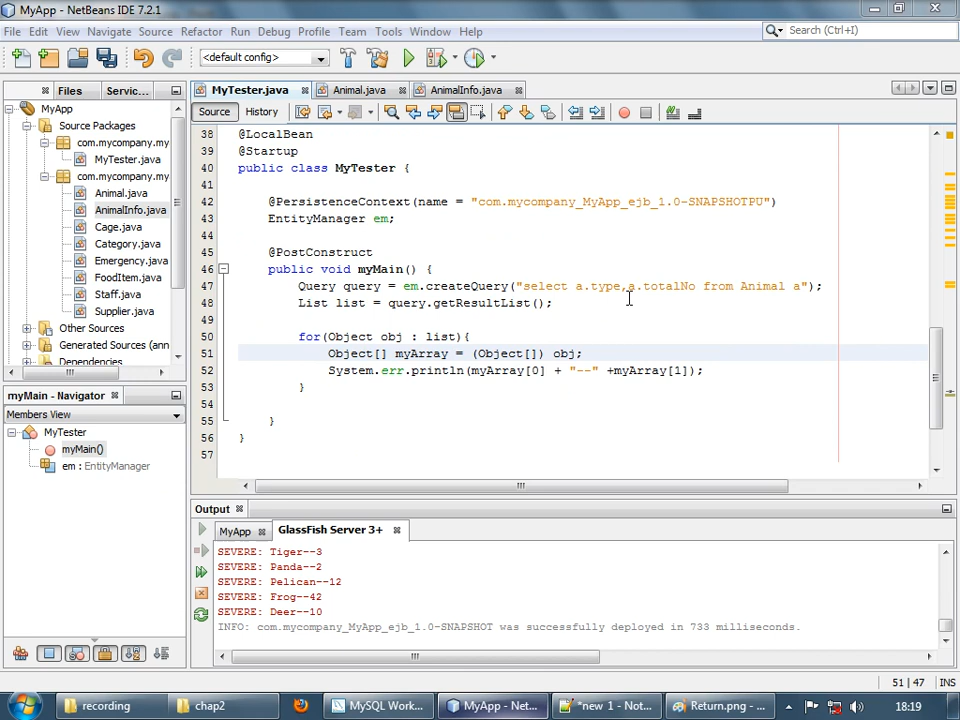 MyApp - NetBeans IDE 7.2.1
File Edit View Navigate Source Refactor Run Debug Profile Team Tools Window Help
Search (Ctrl+I)
<default config>
Files Servic...
MyTester.java Animal.java AnimalInfo.java
Source History
MyApp
Source Packages
com.mycompany.my
MyTester.java
com.mycompany.my
Animal.java
AnimalInfo.java
Cage.java
Category.java
Emergency.java
FoodItem.java
Staff.java
Supplier.java
Other Sources
Generated Sources (ann
Dependencies
38 @LocalBean
39 @Startup
40 public class MyTester {
41
42 @PersistenceContext(name = "com.mycompany_MyApp_ejb_1.0-SNAPSHOTPU")
43 EntityManager em;
44
45 @PostConstruct
46 public void myMain() {
47 Query query = em.createQuery("select a.type,a.totalNo from Animal a");
48 List list = query.getResultList();
49
50 for(Object obj : list){
51 Object[] myArray = (Object[]) obj;
52 System.err.println(myArray[0] + "--" +myArray[1]);
53 }
54
55 }
56 }
57
myMain - Navigator
Members View
MyTester
myMain()
em : EntityManager
Output
MyApp GlassFish Server 3+
SEVERE: Tiger--3
SEVERE: Panda--2
SEVERE: Pelican--12
SEVERE: Frog--42
SEVERE: Deer--10
INFO: com.mycompany_MyApp_ejb_1.0-SNAPSHOT was successfully deployed in 733 milliseconds.
51 | 47 INS
recording chap2 MySQL Work... MyApp - Net... *new 1 - Not... Return.png - ... 18:19